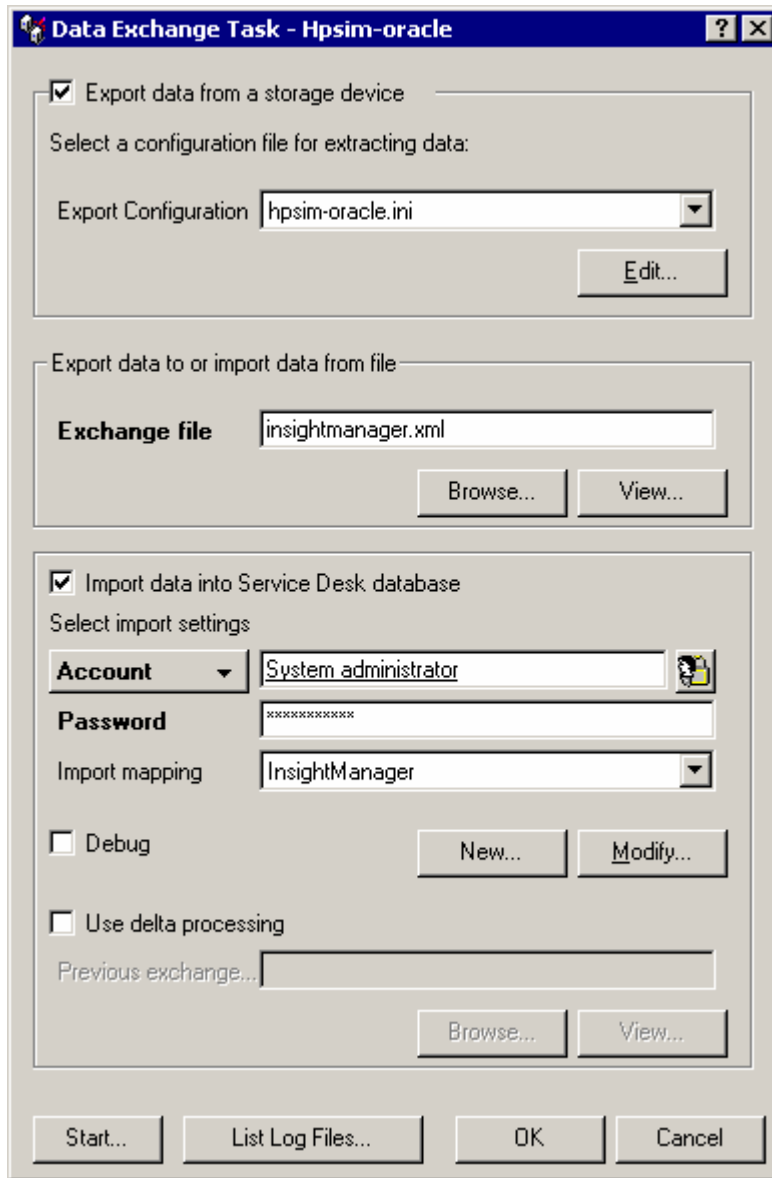 Data Exchange Task - Hpsim-oracle
Export data from a storage device
Select a configuration file for extracting data:
Export Configuration hpsim-oracle.ini
Edit...
Export data to or import data from file
Exchange file insightmanager.xml
Browse... View...
Import data into Service Desk database
Select import settings
Account System administrator
Password ***********
Import mapping InsightManager
Debug New... Modify...
Use delta processing
Previous exchange...
Browse... View...
Start... List Log Files... OK Cancel